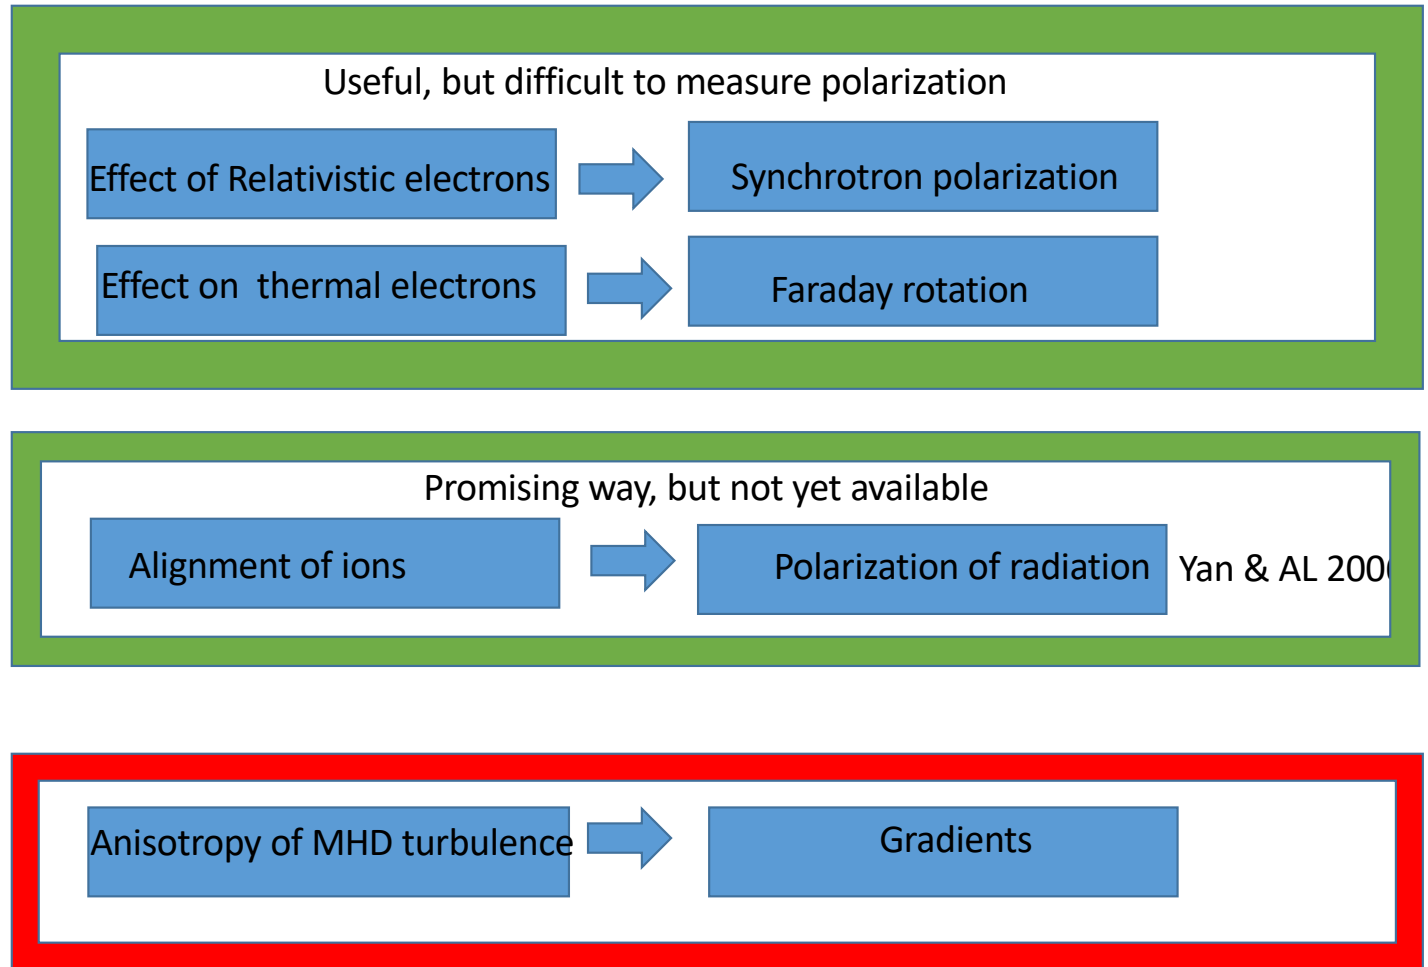 Useful, but difficult to measure polarization
Effect of Relativistic electrons
Synchrotron polarization
Effect on thermal electrons
Faraday rotation
Promising way, but not yet available
Alignment of ions
Polarization of radiation
Yan & AL
Anisotropy of MHD turbulence
Gradients